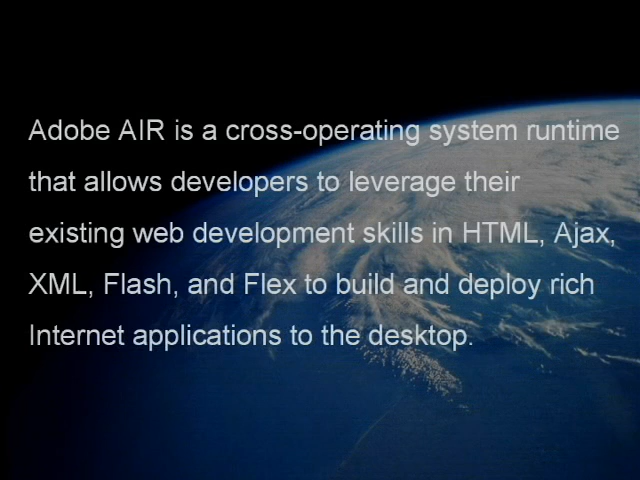 Adobe AIR is a cross-operating system runtime
that allows developers to leverage their
existing web development skills in HTML, Ajax,
XML, Flash, and Flex to build and deploy rich
Internet applications to the desktop.